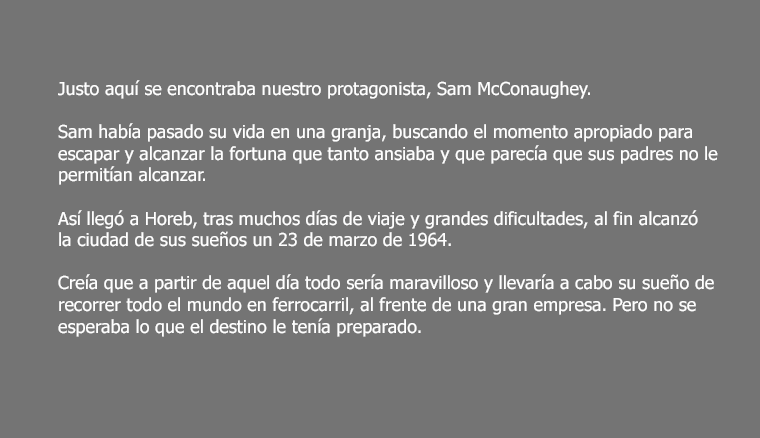 Justo aquí se encontraba nuestro protagonista, Sam McConaughey.
Sam había pasado su vida en una granja, buscando el momento apropiado para
escapar y alcanzar la fortuna que tanto ansiaba y que parecía que sus padres no le
permitían alcanzar.
Así llegó a Horeb, tras muchos días de viaje y grandes dificultades, al fin alcanzó
la ciudad de sus sueños un 23 de marzo de 1964.
Creía que a partir de aquel día todo sería maravilloso y llevaría a cabo su sueño de
recorrer todo el mundo en ferrocarril, al frente de una gran empresa. Pero no se
esperaba lo que el destino le tenía preparado.